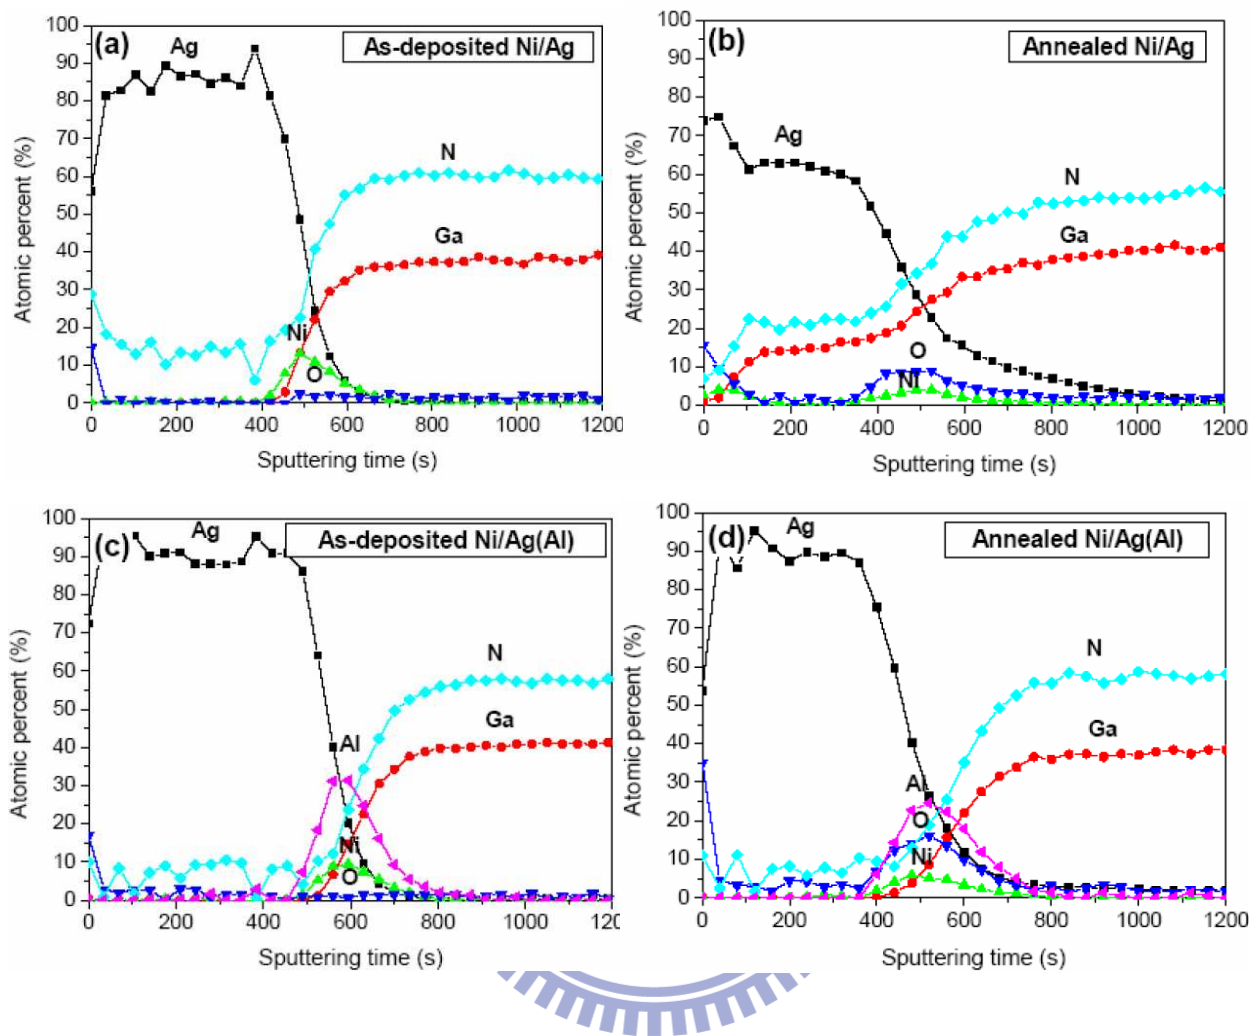 (a)
Ag
As-deposited Ni/Ag
N
Ga
Ni
O
Atomic percent (%)
100
90
80
70
60
50
40
30
20
10
0
0 200 400 600 800 1000 1200
Sputtering time (s)
(b)
Annealed Ni/Ag
Ag
N
Ga
O
Ni
Atomic percent (%)
100
90
80
70
60
50
40
30
20
10
0
0 200 400 600 800 1000 1200
Sputtering time (s)
(c)
Ag
As-deposited Ni/Ag(Al)
N
Ga
Al
Ni
O
Atomic percent (%)
100
90
80
70
60
50
40
30
20
10
0
0 200 400 600 800 1000 1200
Sputtering time (s)
(d)
Ag
Annealed Ni/Ag(Al)
N
Ga
Al
O
Ni
Atomic percent (%)
100
90
80
70
60
50
40
30
20
10
0
0 200 400 600 800 1000 1200
Sputtering time (s)